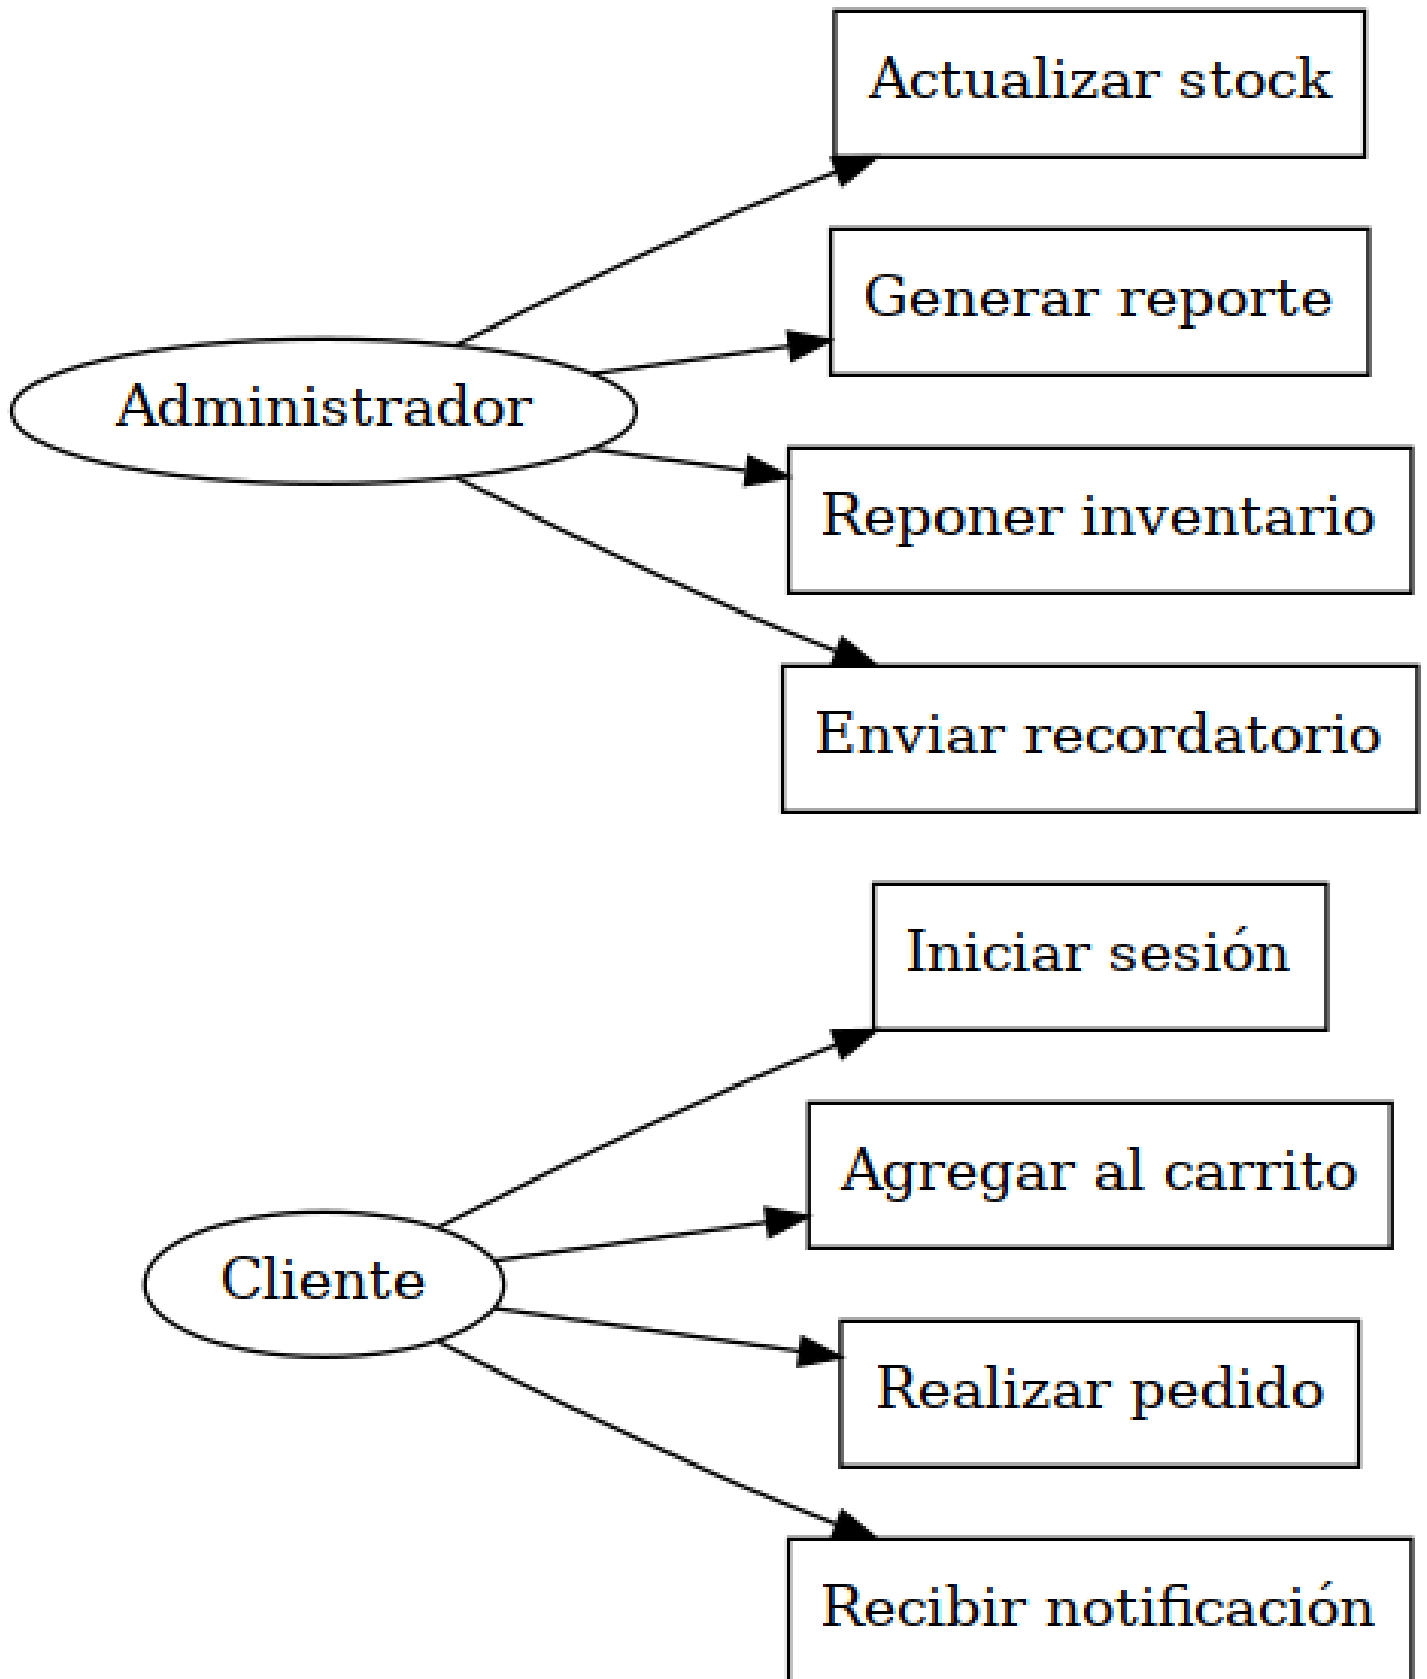 Actualizar stock
Generar reporte
Administrador
Reponer inventario
Enviar recordatorio
Iniciar sesión
Agregar al carrito
Cliente
Realizar pedido
Recibir notificación